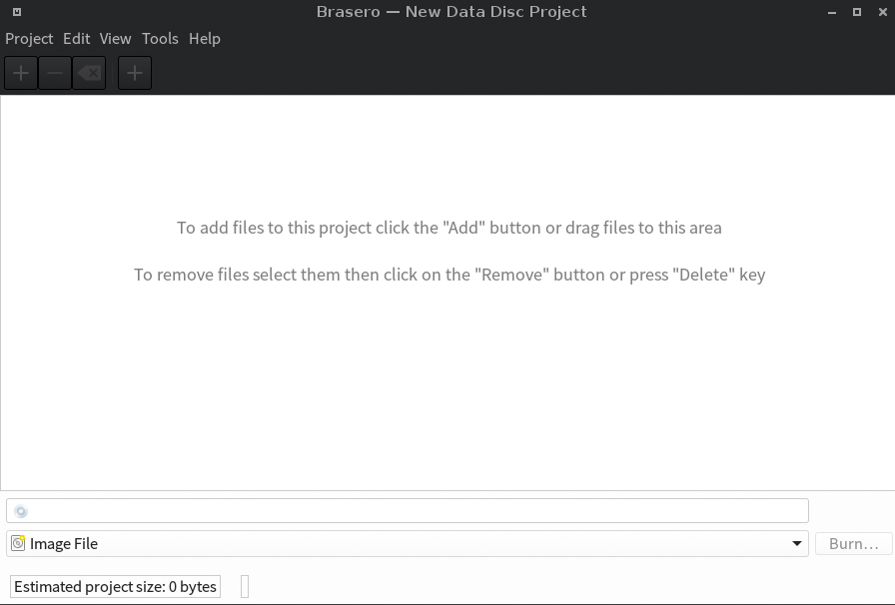 Brasero — New Data Disc Project
Project Edit View Tools Help
To add files to this project click the "Add" button or drag files to this area
To remove files select them then click on the "Remove" button or press "Delete" key
Image File
Burn…
Estimated project size: 0 bytes